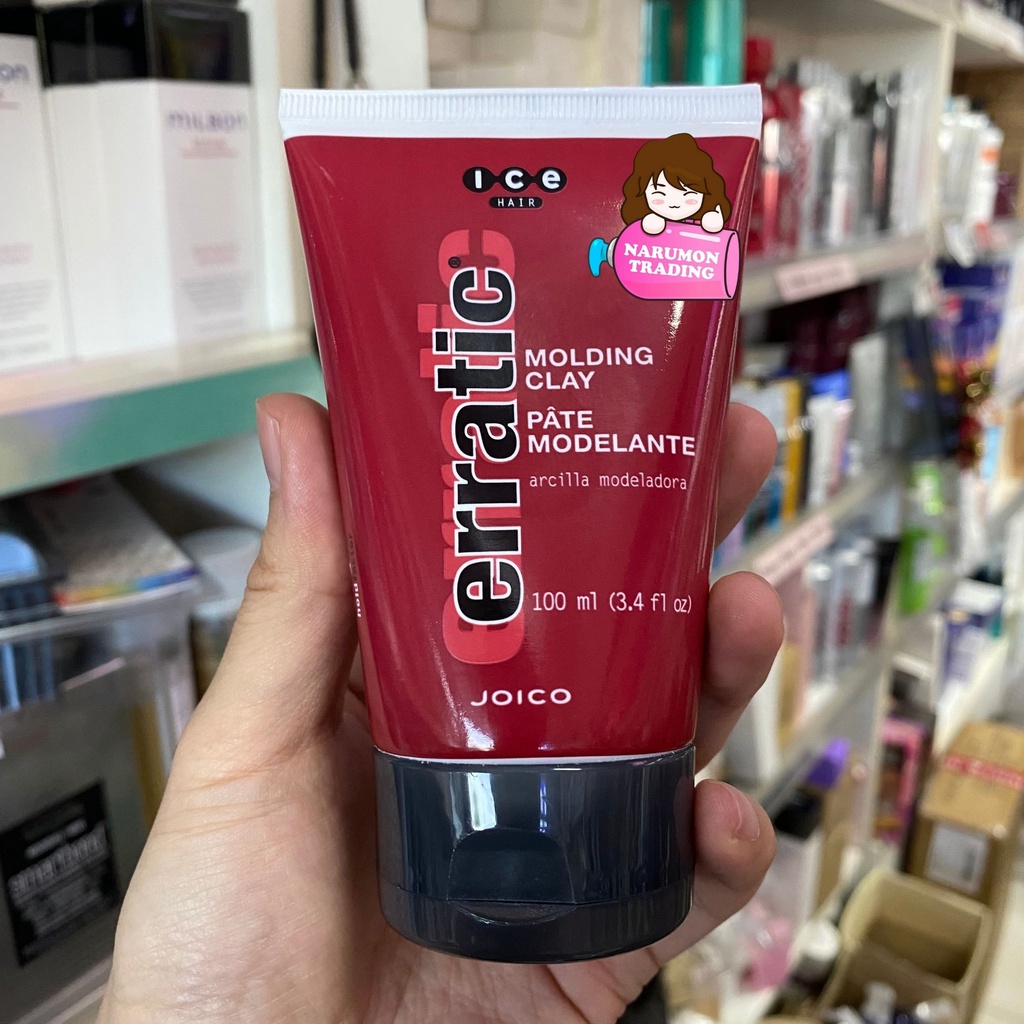 ICe
HAIR
NARUMON
TRADING
erratic®
MOLDING
CLAY
PÂTE
MODELANTE
arcilla modeladora
100 ml (3.4 fl oz)
JOICO
MILBON
hold